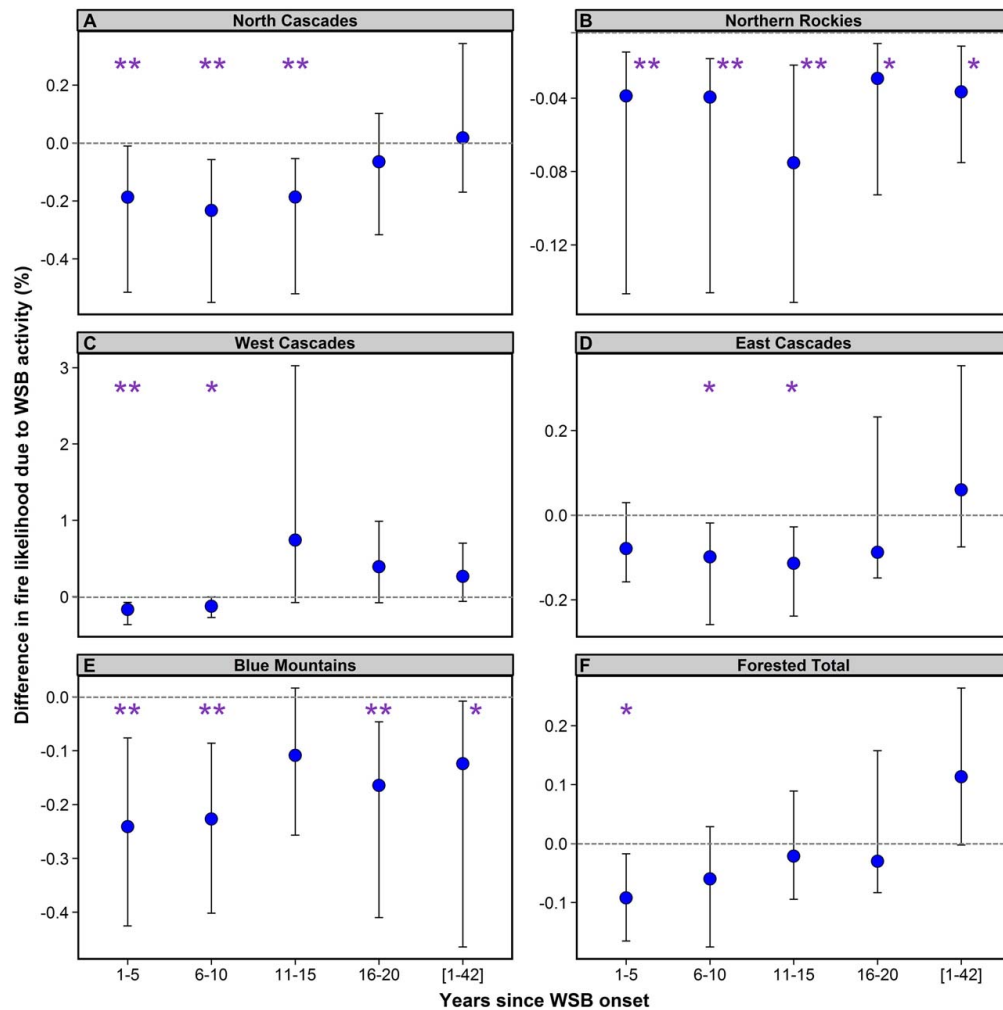 A North Cascades
B Northern Rockies
** ** **
** ** ** * *
0.2
0.0
-0.2
-0.4
-0.04
-0.08
-0.12
C West Cascades
D East Cascades
** *
* *
3
2
1
0
0.2
0.0
-0.2
E Blue Mountains
F Forested Total
** ** ** *
*
0.0
-0.1
-0.2
-0.3
-0.4
0.2
0.1
0.0
-0.1
1-5 6-10 11-15 16-20 [1-42]
1-5 6-10 11-15 16-20 [1-42]
Difference in fire likelihood due to WSB activity (%)
Years since WSB onset